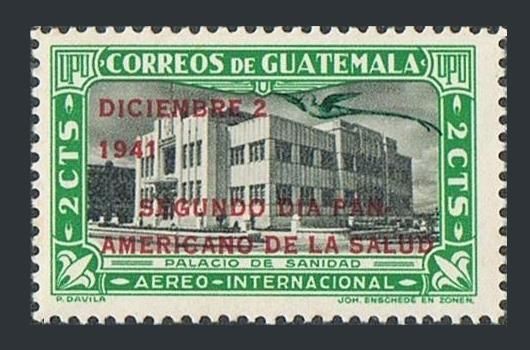 UPU CORREOS DE GUATEMALA UPU
2 CTS
2 CTS
DICIEMBRE 2
1941
SEGUNDO DIA PAN-
AMERICANO DE LA SALUD
PALACIO DE SANIDAD
AEREO-INTERNACIONAL
P. DAVILA JOH. ENSCHEDÉ EN ZONEN.